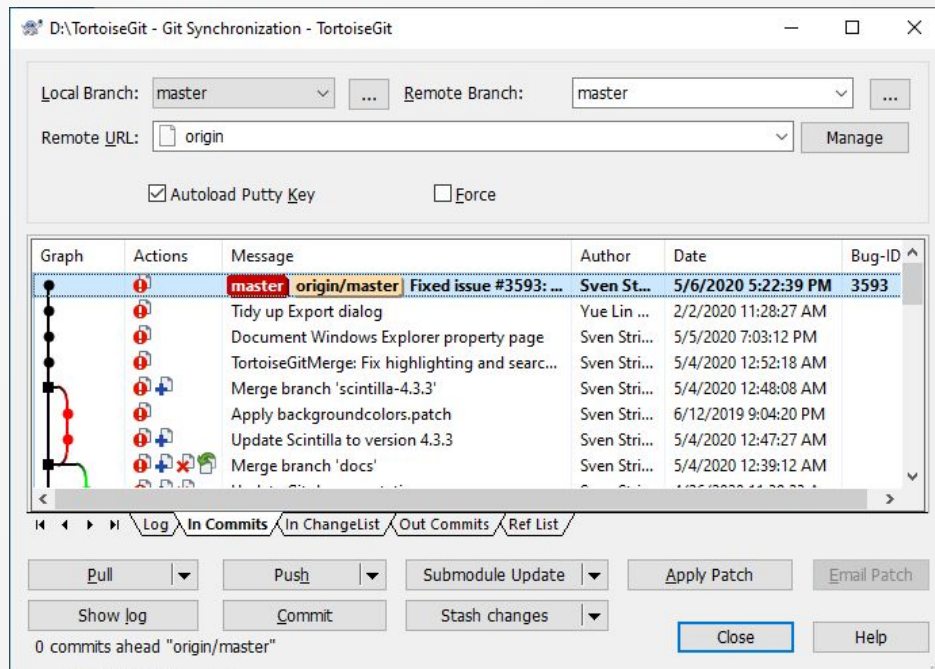 D:\TortoiseGit - Git Synchronization - TortoiseGit
Local Branch: master ... Remote Branch: master ...
Remote URL: origin Manage
Autoload Putty Key Force
Graph Actions Message Author Date Bug-ID
master origin/master Fixed issue #3593: ... Sven St... 5/6/2020 5:22:39 PM 3593
Tidy up Export dialog Yue Lin ... 2/2/2020 11:28:27 AM
Document Windows Explorer property page Sven Stri... 5/5/2020 7:03:12 PM
TortoiseGitMerge: Fix highlighting and searc... Sven Stri... 5/4/2020 12:52:18 AM
Merge branch 'scintilla-4.3.3' Sven Stri... 5/4/2020 12:48:08 AM
Apply backgroundcolors.patch Sven Stri... 6/12/2019 9:04:20 PM
Update Scintilla to version 4.3.3 Sven Stri... 5/4/2020 12:47:27 AM
Merge branch 'docs' Sven Stri... 5/4/2020 12:39:12 AM
Log In Commits In ChangeList Out Commits Ref List
Pull Push Submodule Update Apply Patch Email Patch
Show log Commit Stash changes
0 commits ahead "origin/master" Close Help